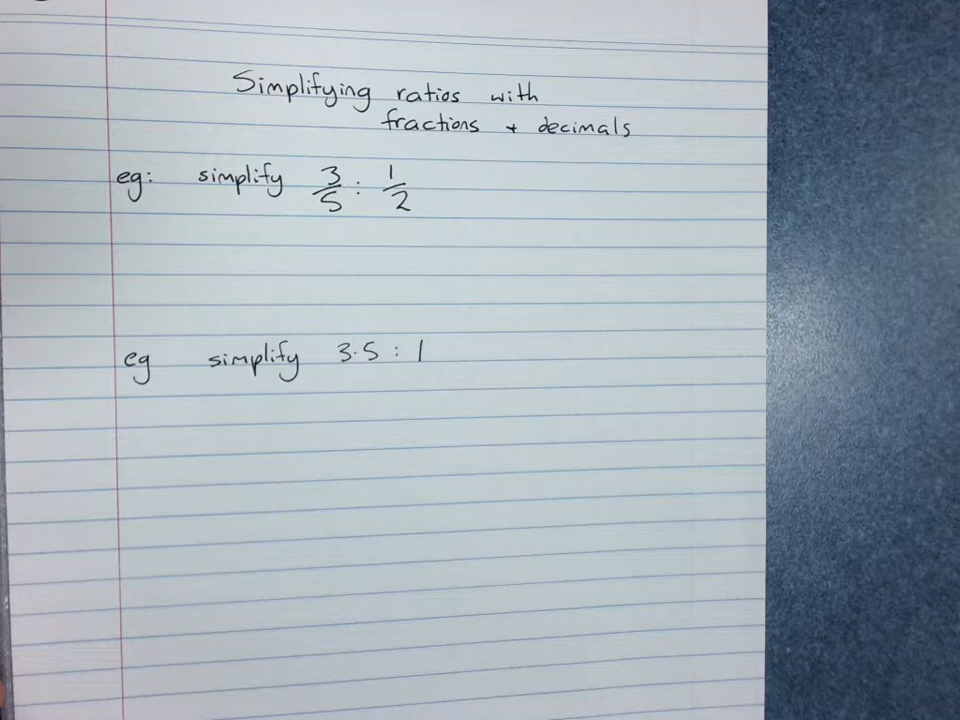 Simplifying ratios with
fractions + decimals
eg: simplify 3/5 : 1/2
eg simplify 3.5 : 1